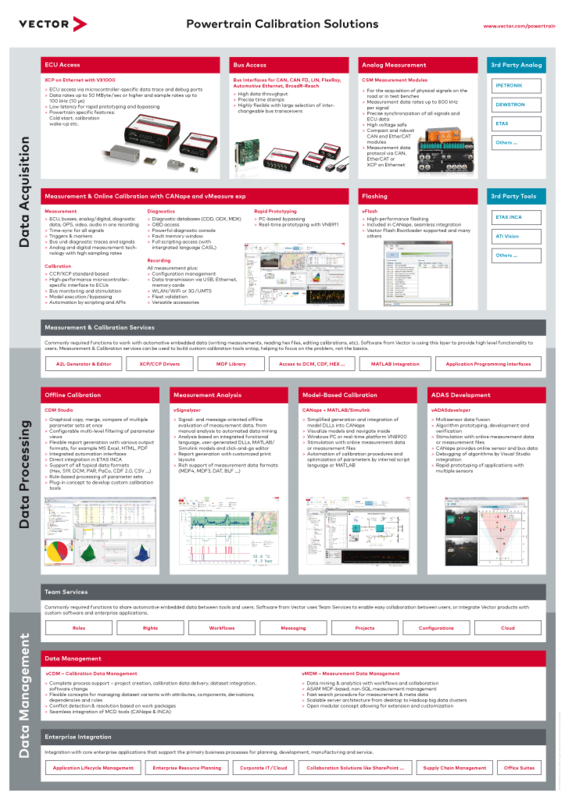 VECTOR
Powertrain Calibration Solutions
www.vector.com/powertrain
Data Acquisition
ECU Access
XCP on Ethernet with VX1000
» ECU access via microcontroller-specific data trace and debug ports
» Data rates up to 50 MByte/sec or higher and sample rates up to
100 kHz (10 µs)
» Low latency for rapid prototyping and bypassing
» Powertrain specific features:
Cold start, calibration
wake-up etc.
Bus Access
Bus Interfaces for CAN, CAN FD, LIN, FlexRay,
Automotive Ethernet, BroadR-Reach
» High data throughput
» Precise time stamps
» Highly flexible with large selection of inter-
changeable bus transceivers
Analog Measurement
CSM Measurement Modules
» For the acquisition of physical signals on the
road or in test benches
» Measurement data rates up to 800 kHz
per signal
» Precise synchronization of all signals and
ECU data
» High voltage safe
» Compact and robust
CAN and EtherCAT
modules
» Measurement data
protocol via CAN,
EtherCAT or
XCP on Ethernet
3rd Party Analog
IPETRONIK
DEWETRON
ETAS
Others ...
Measurement & Online Calibration with CANape and vMeasure exp
Measurement
» ECU, buses, analog/digital, diagnostic
data, GPS, video, audio in one recording
» Time-sync for all signals
» Triggers & markers
» Bus und diagnostic traces and signals
» Analog and digital measurement tech-
nology with high sampling rates
Calibration
» CCP/XCP standard based
» High-performance microcontroller-
specific interface to ECUs
» Bus monitoring and stimulation
» Model execution/bypassing
» Automation by scripting and APIs
Diagnostics
» Diagnostic databases (CDD, ODX, MDX)
» OBD access
» Powerful diagnostic console
» Fault memory window
» Full scripting access (with
integrated language CASL)
Recording
All measurement plus:
» Configuration management
» Data transmission via USB, Ethernet,
memory cards
» WLAN/WiFi or 3G/UMTS
» Fleet validation
» Versatile accessories
Rapid Prototyping
» PC-based bypassing
» Real-time prototyping with VN8911
Flashing
vFlash
» High-performance flashing
» Included in CANape, seamless integration
» Vector Flash Bootloader supported and many
others
3rd Party Tools
ETAS INCA
ATI Vision
Others ...
Measurement & Calibration Services
Commonly required functions to work with automotive embedded data (writing measurements, reading hex files, editing calibrations, etc). Software from Vector is using this layer to provide high level functionality to
users. Measurement & Calibration services can be used to build custom calibration tools ontop, helping to focus on the problem, not the basics.
A2L Generator & Editor
XCP/CCP Drivers
MDF Library
Access to DCM, CDF, HEX ...
MATLAB Integration
Application Programming Interfaces
Data Processing
Offline Calibration
CDM Studio
» Graphical copy, merge, compare of multiple
parameter sets at once
» Configurable multi-level filtering of parameter
views
» Flexible report generation with various output
formats, for example MS Excel, HTML, PDF
» Integrated automation interfaces
» Direct integration in ETAS INCA
» Support of all typical data formats
(Hex, S19, DCM, PAR, PaCo, CDF 2.0, CSV ...)
» Rule-based processing of parameter sets
» Plug-in concept to develop custom calibration
tools
Measurement Analysis
vSignalyzer
» Signal- and message-oriented offline
evaluation of measurement data, from
manual analysis to automated data mining
» Analysis based on integrated functional
language, user-generated DLLs, MATLAB/
Simulink models and click-and-go editor
» Report generation with customized print
layouts
» Rich support of measurement data formats
(MDF4, MDF3, DAT, BLF ...)
Model-Based Calibration
CANape + MATLAB/Simulink
» Simplified generation and integration of
model DLLs into CANape
» Visualize models and navigate inside
» Windows PC or real-time platform VN8900
» Stimulation with online measurement data
or measurement files
» Automation of calibration procedures and
optimization of parameters by internal script
language or MATLAB
ADAS Development
vADASdeveloper
» Multisensor data fusion
» Algorithm prototyping, development and
verification
» Stimulation with online measurement data
or measurement files
» CANape provides online sensor and bus data
» Debugging of algorithms by Visual Studio
integration
» Rapid prototyping of applications with
multiple sensors
Team Services
Commonly required functions to share automotive embedded data between tools and users. Software from Vector uses Team Services to enable easy collaboration between users, or integrate Vector products with
custom software and enterprise applications.
Roles
Rights
Workflows
Messaging
Projects
Configurations
Cloud
Data Management
Data Management
vCDM – Calibration Data Management
» Complete process support – project creation, calibration data delivery, dataset integration,
software change
» Flexible concepts for managing dataset variants with attributes, components, derivations,
dependencies and rules
» Conflict detection & resolution based on work packages
» Seamless integration of MCD tools (CANape & INCA)
vMDM – Measurement Data Management
» Data mining & analytics with workflows and collaboration
» ASAM MDF-based, non-SQL measurement management
» Fast search procedure for measurement & meta data
» Scalable server architecture from desktop to Hadoop big data clusters
» Open modular concept allowing for extension and customization
Enterprise Integration
Integration with core enterprise applications that support the primary business processes for planning, development, manufacturing and service.
Application Lifecycle Management
Enterprise Resource Planning
Corporate IT/Cloud
Collaboration Solutions like SharePoint ...
Supply Chain Management
Office Suites